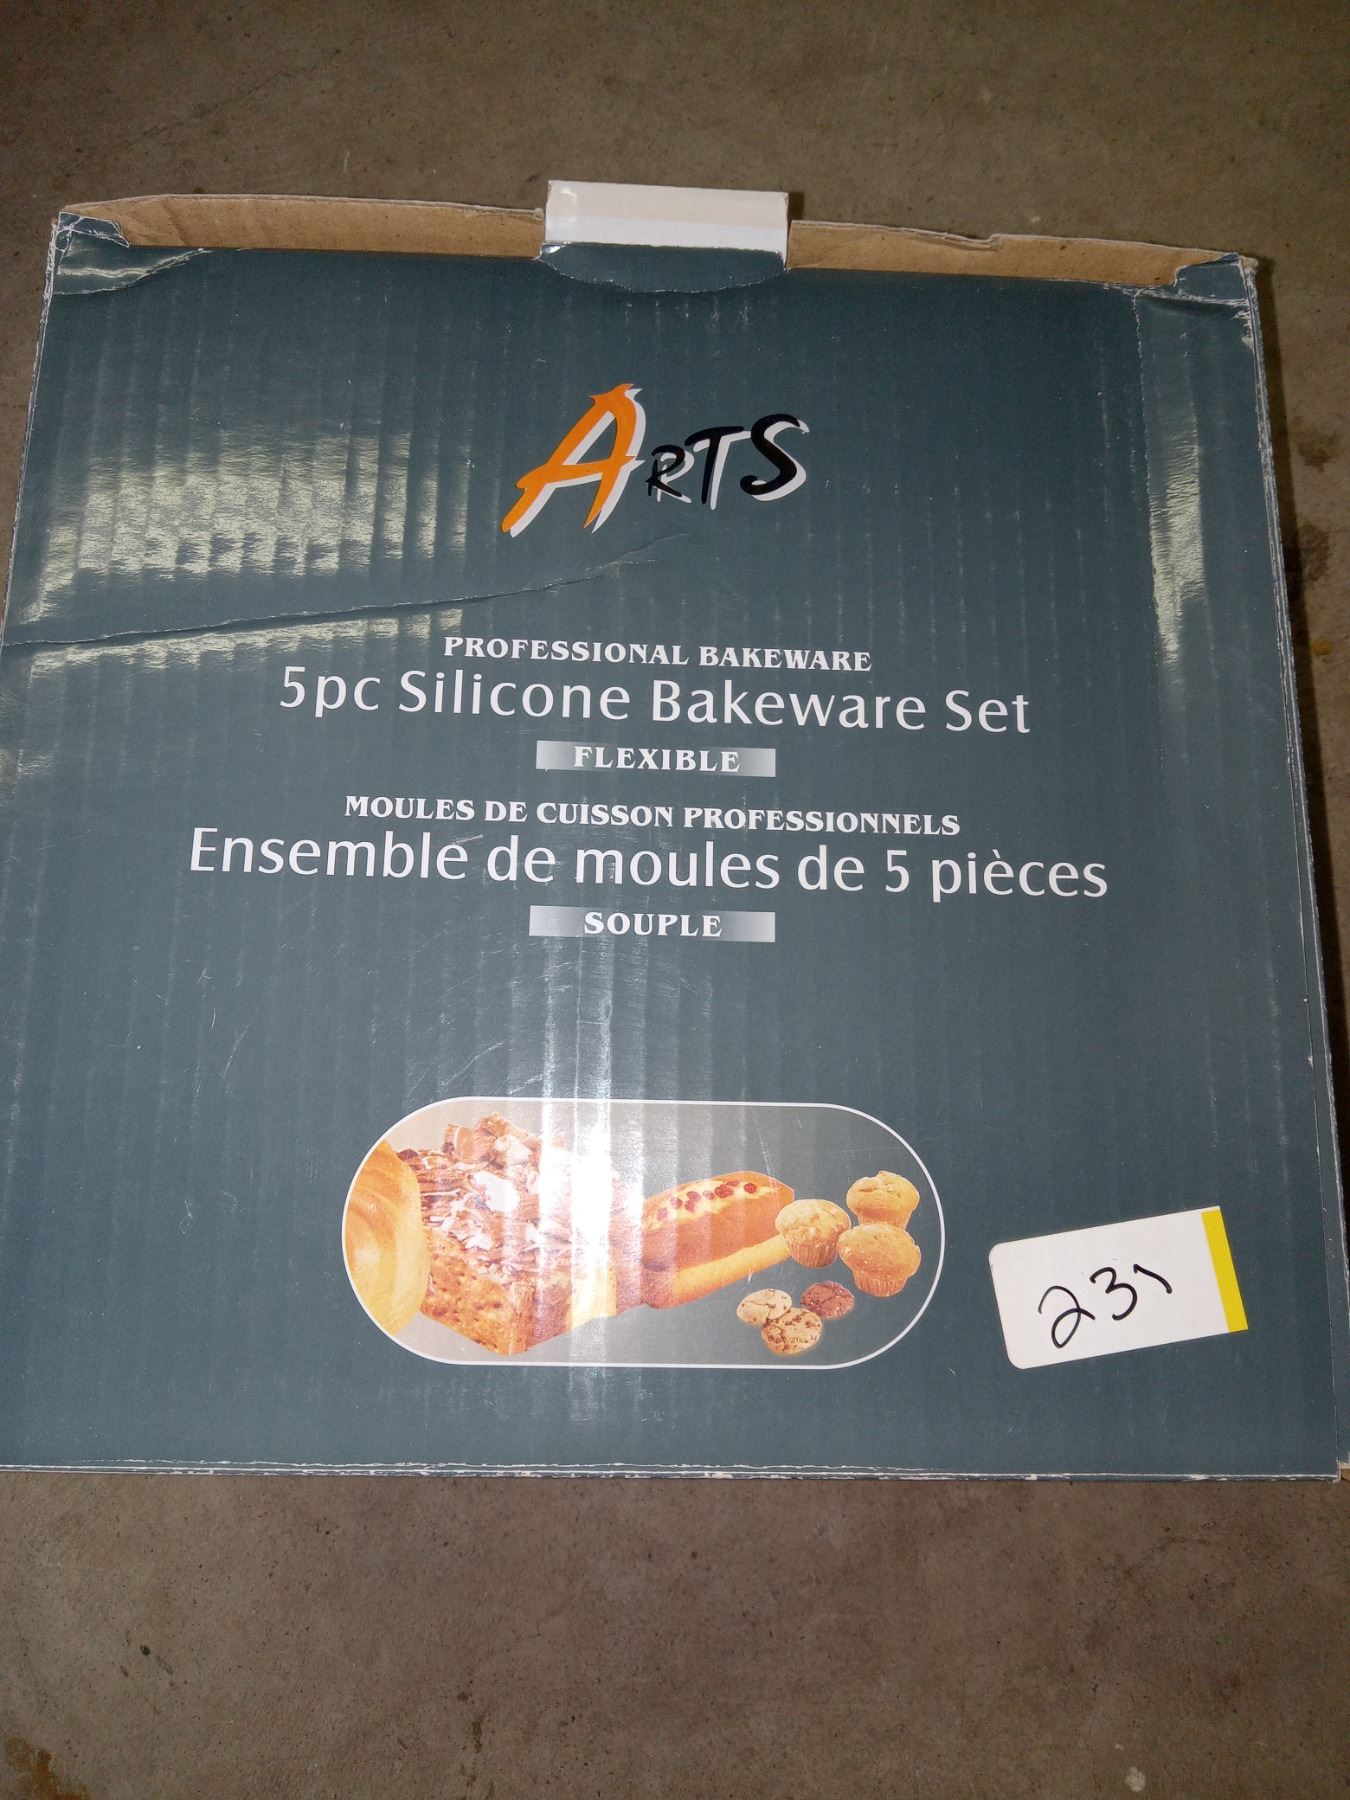 ARTS
PROFESSIONAL BAKEWARE
5pc Silicone Bakeware Set
FLEXIBLE
MOULES DE CUISSON PROFESSIONNELS
Ensemble de moules de 5 pièces
SOUPLE
231